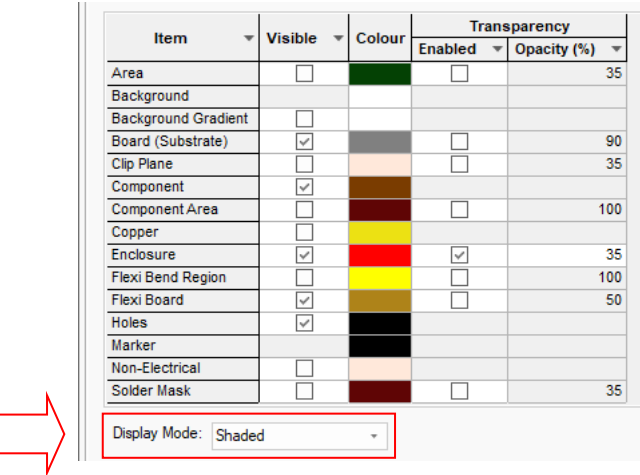 Item Visible Colour Transparency
Enabled Opacity (%)
Area 35
Background
Background Gradient
Board (Substrate) 90
Clip Plane 35
Component
Component Area 100
Copper
Enclosure 35
Flexi Bend Region 100
Flexi Board 50
Holes
Marker
Non-Electrical
Solder Mask 35
Display Mode: Shaded